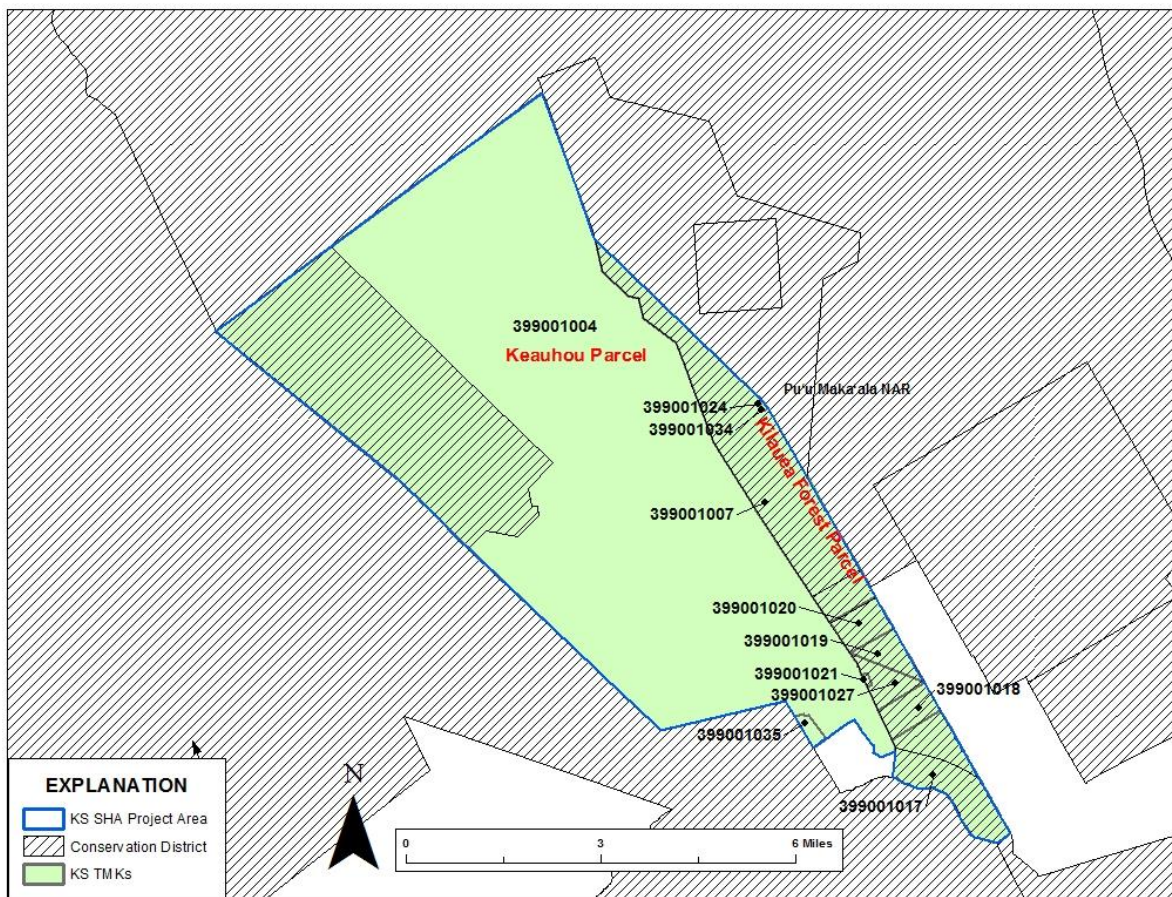 399001004
Keauhou Parcel
Pu'u Maka'ala NAR
399001024
399001034
Kilauea Forest Parcel
399001007
399001020
399001019
399001021
399001027
399001018
399001035
399001017
EXPLANATION
KS SHA Project Area
Conservation District
KS TMKs
N
0 3 6 Miles